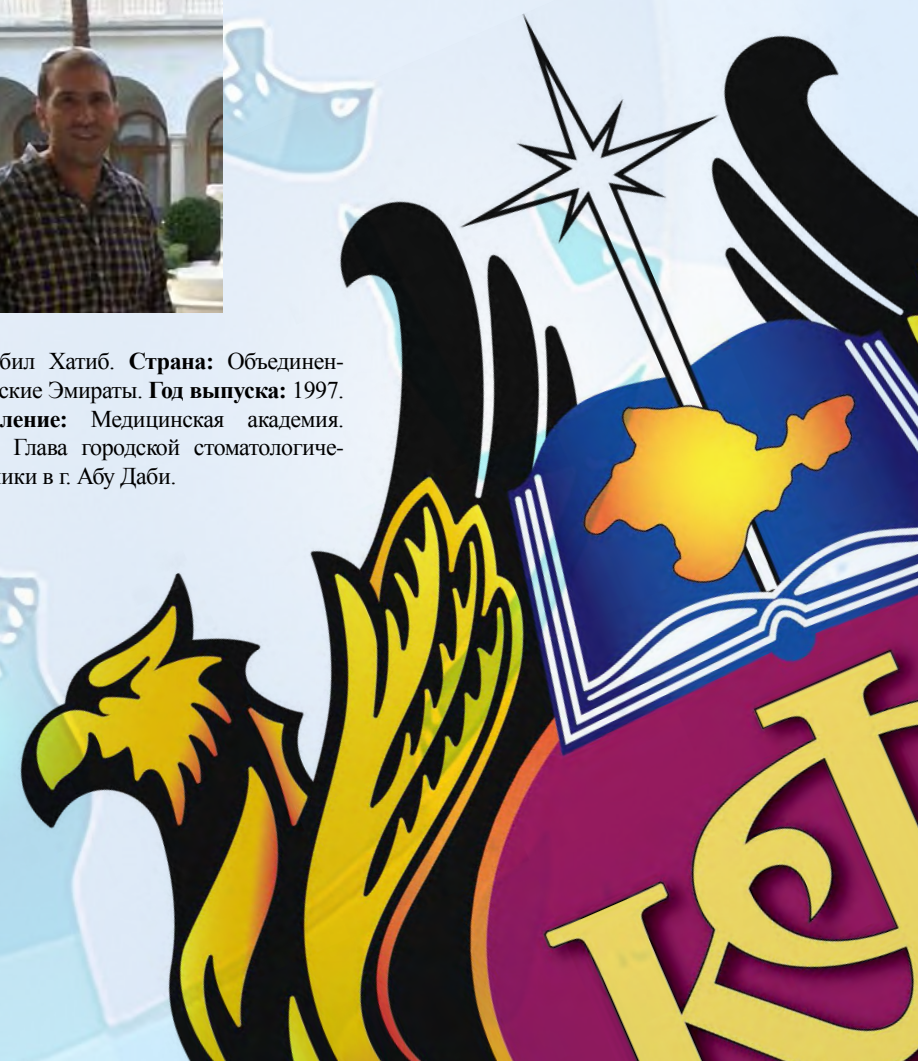 бил Хатиб. Страна: Объединен-
ские Эмираты. Год выпуска: 1997.
ление: Медицинская академия.
Глава городской стоматологиче-
ики в г. Абу Даби.